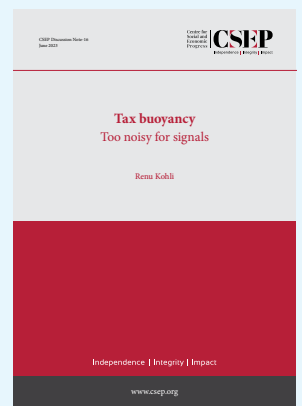 CSEP Discussion Note-16
June 2025
Centre for
Social and
Economic
Progress
CSEP
Independence | Integrity | Impact
Tax buoyancy
Too noisy for signals
Renu Kohli
Independence | Integrity | Impact
www.csep.org